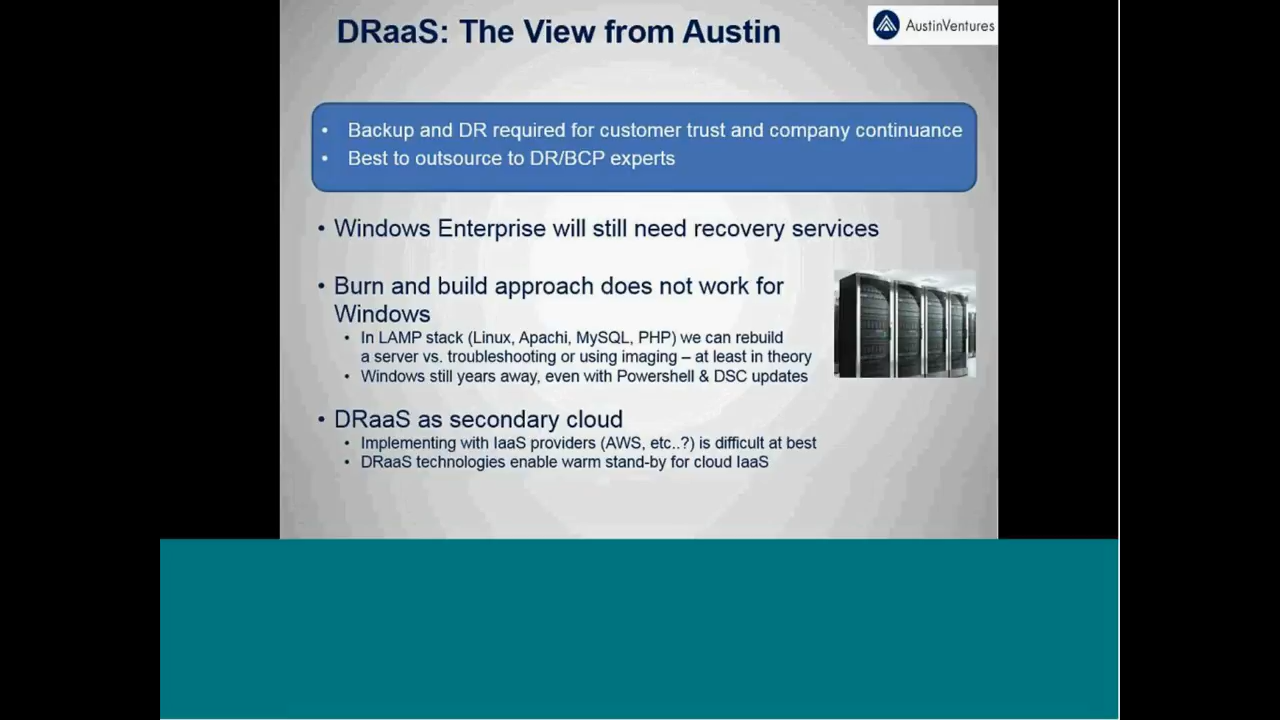 DRaaS: The View from Austin
AustinVentures
• Backup and DR required for customer trust and company continuance
• Best to outsource to DR/BCP experts
• Windows Enterprise will still need recovery services
• Burn and build approach does not work for
Windows
• In LAMP stack (Linux, Apachi, MySQL, PHP) we can rebuild
a server vs. troubleshooting or using imaging – at least in theory
• Windows still years away, even with Powershell & DSC updates
• DRaaS as secondary cloud
• Implementing with IaaS providers (AWS, etc..?) is difficult at best
• DRaaS technologies enable warm stand-by for cloud IaaS